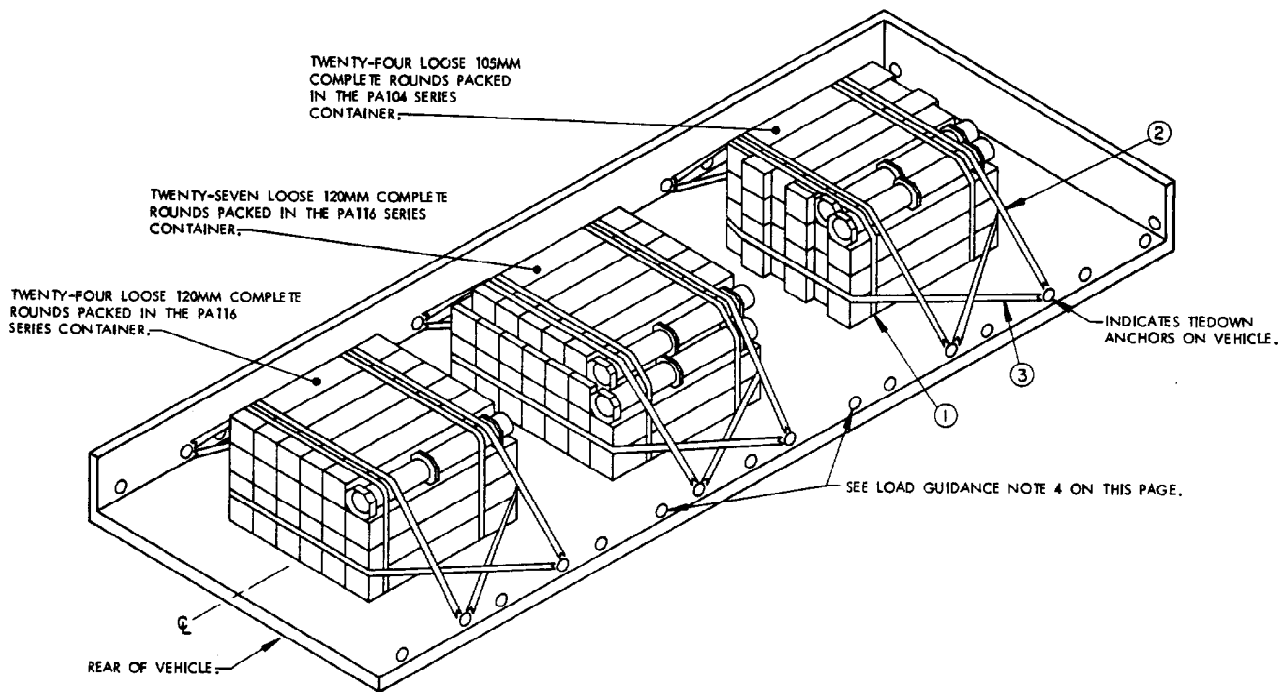 TWENTY-FOUR LOOSE 105MM
COMPLETE ROUNDS PACKED
IN THE PA104 SERIES
CONTAINER.
2
TWENTY-SEVEN LOOSE 120MM COMPLETE
ROUNDS PACKED IN THE PA116 SERIES
CONTAINER.
TWENTY-FOUR LOOSE 120MM COMPLETE
ROUNDS PACKED IN THE PA116
SERIES CONTAINER.
INDICATES TIEDOWN
ANCHORS ON VEHICLE.
3
1
SEE LOAD GUIDANCE NOTE 4 ON THIS PAGE.
CL
REAR OF VEHICLE.